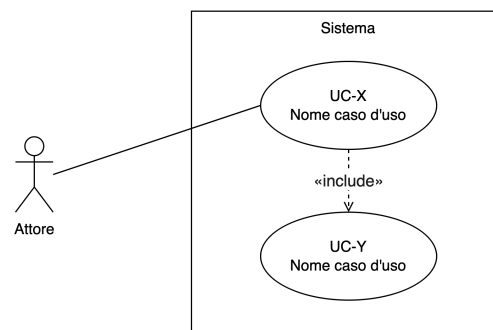 Sistema
UC-X
Nome caso d'uso
«include»
Attore
UC-Y
Nome caso d'uso